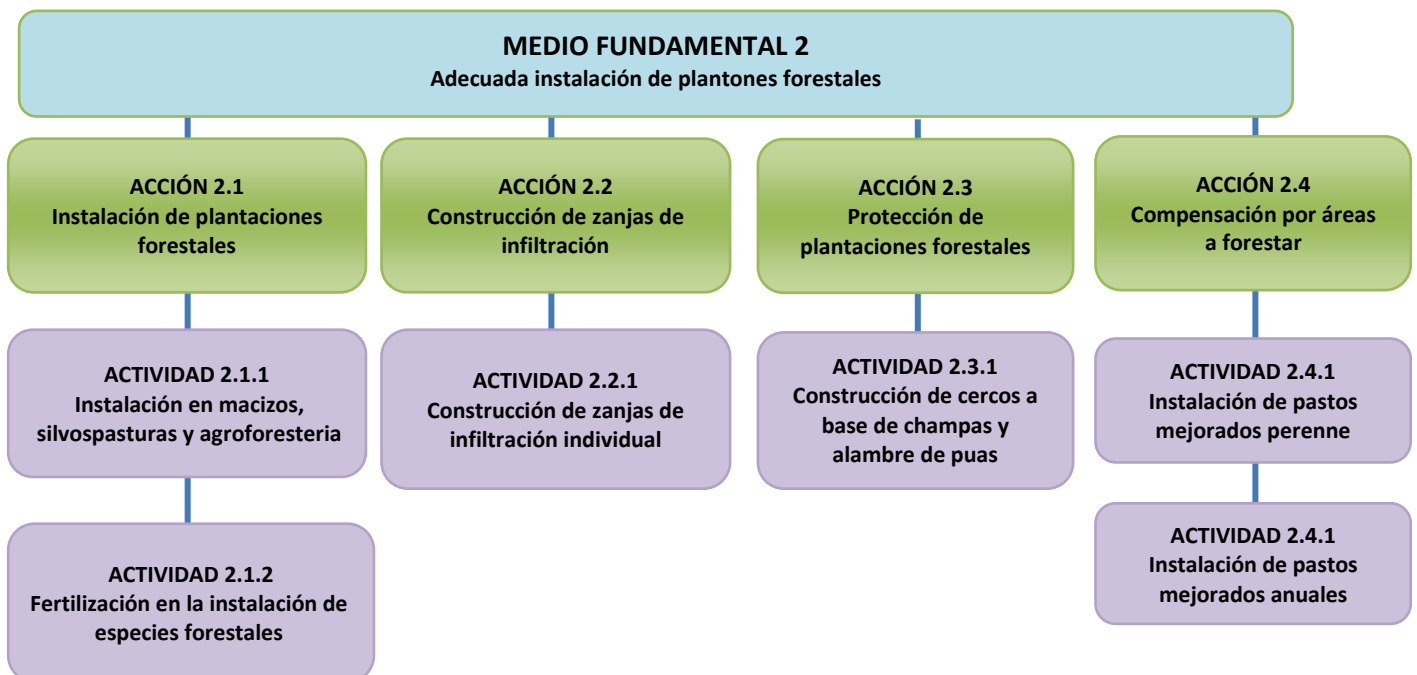 MEDIO FUNDAMENTAL 2
Adecuada instalación de plantones forestales
ACCIÓN 2.1
Instalación de plantaciones
forestales
ACCIÓN 2.2
Construcción de zanjas de
infiltración
ACCIÓN 2.3
Protección de
plantaciones forestales
ACCIÓN 2.4
Compensación por áreas
a forestar
ACTIVIDAD 2.1.1
Instalación en macizos,
silvospasturas y agroforesteria
ACTIVIDAD 2.2.1
Construcción de zanjas de
infiltración individual
ACTIVIDAD 2.3.1
Construcción de cercos a
base de champas y
alambre de puas
ACTIVIDAD 2.4.1
Instalación de pastos
mejorados perenne
ACTIVIDAD 2.1.2
Fertilización en la instalación de
especies forestales
ACTIVIDAD 2.4.1
Instalación de pastos
mejorados anuales